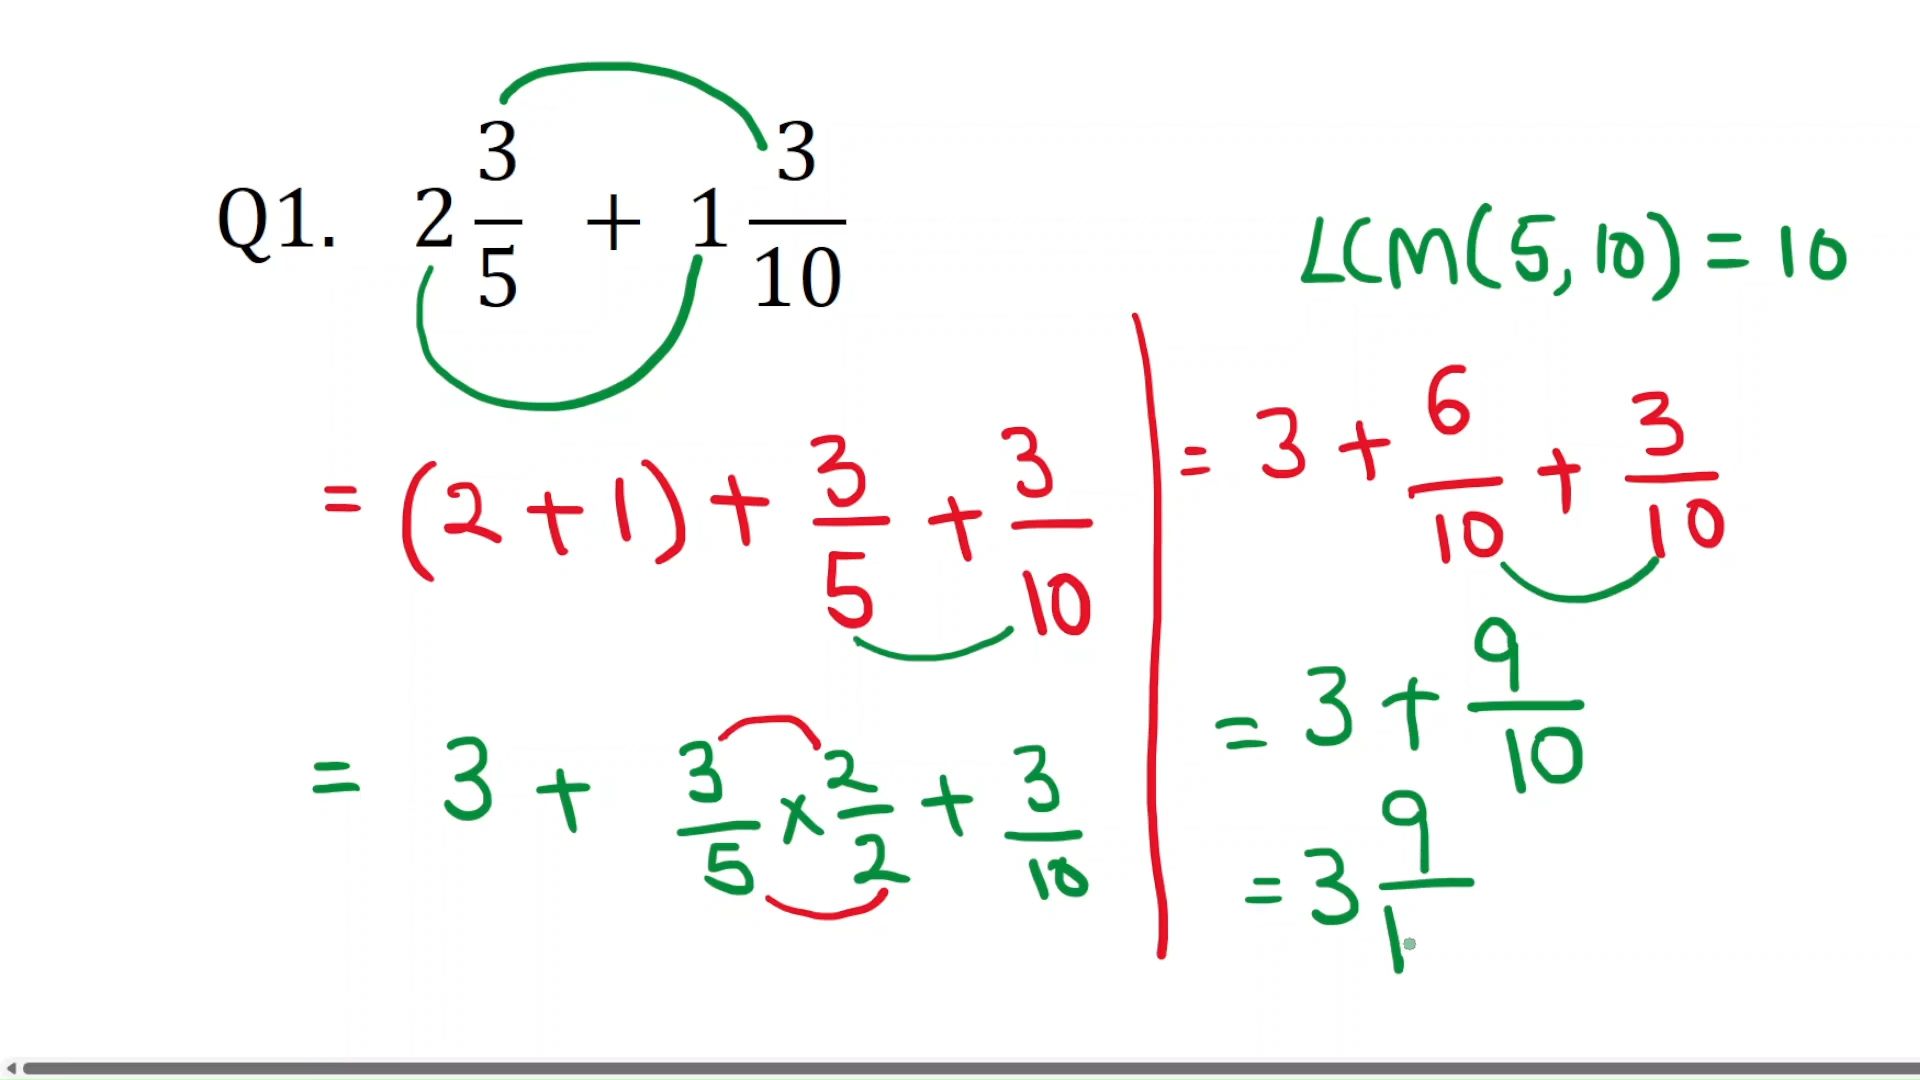 Q1. 2 3/5 + 1 3/10
LCM(5,10) = 10
= (2 + 1) + 3/5 + 3/10
= 3 + 3/5 × 2/2 + 3/10
= 3 + 6/10 + 3/10
= 3 + 9/10
= 3 9/1